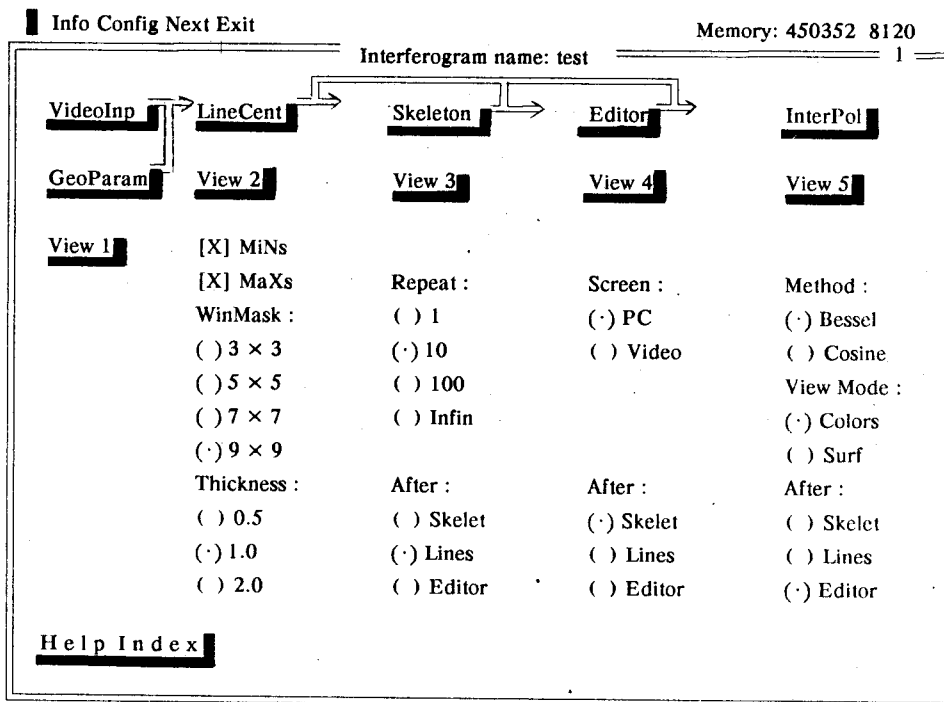 Info Config Next Exit
Memory: 450352 8120
Interferogram name: test
1
VideoInp LineCent Skeleton Editor InterPol
GeoParam View 2 View 3 View 4 View 5
View 1 [X] MiNs
[X] MaXs Repeat : Screen : Method :
WinMask : ( ) 1 (·) PC (·) Bessel
( ) 3 × 3 (·) 10 ( ) Video ( ) Cosine
( ) 5 × 5 ( ) 100 View Mode :
( ) 7 × 7 ( ) Infin (·) Colors
(·) 9 × 9 ( ) Surf
Thickness : After : After : After :
( ) 0.5 ( ) Skelet (·) Skelet ( ) Skelet
(·) 1.0 (·) Lines ( ) Lines ( ) Lines
( ) 2.0 ( ) Editor ( ) Editor (·) Editor
Help Index